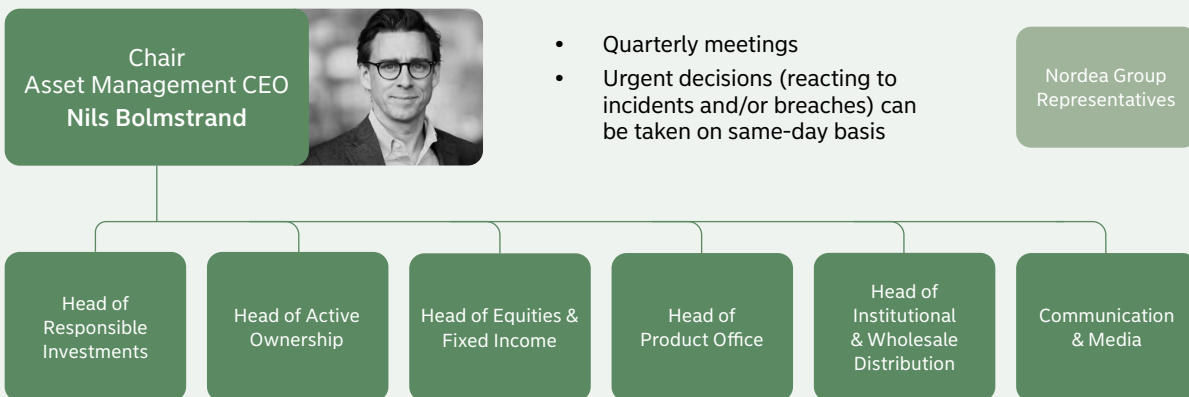 Chair
Asset Management CEO
Nils Bolmstrand
• Quarterly meetings
• Urgent decisions (reacting to
incidents and/or breaches) can
be taken on same-day basis
Nordea Group
Representatives
Head of
Responsible
Investments
Head of Active
Ownership
Head of Equities &
Fixed Income
Head of
Product Office
Head of
Institutional
& Wholesale
Distribution
Communication
& Media